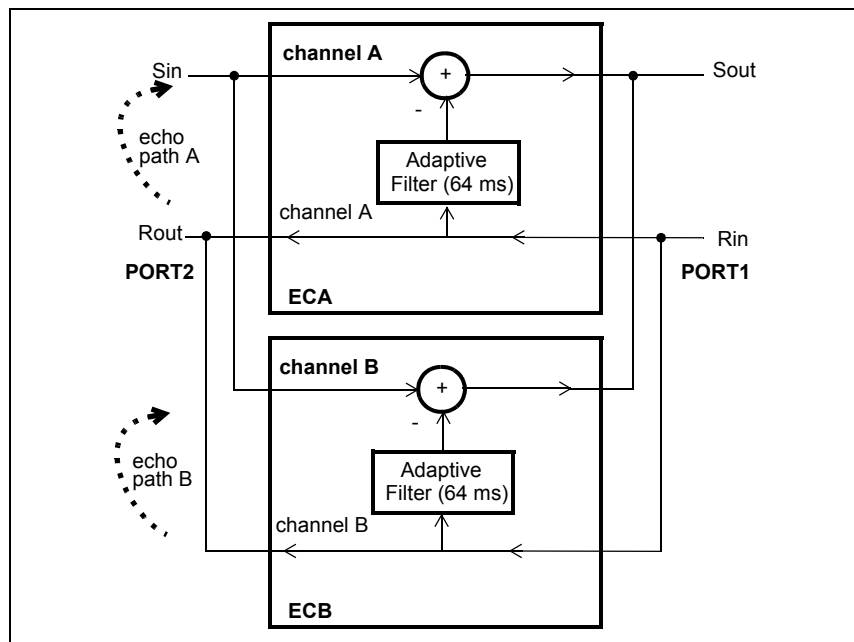 channel A
Sin
+
Sout
-
echo
path A
Adaptive
Filter (64 ms)
channel A
Rout
Rin
PORT2
PORT1
ECA
channel B
+
-
echo
path B
Adaptive
Filter (64 ms)
channel B
ECB